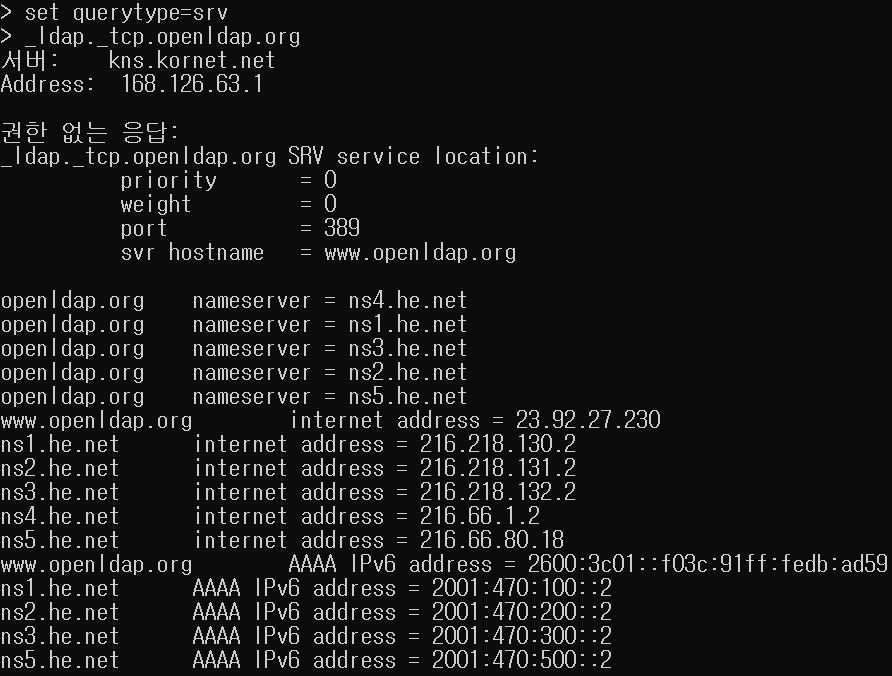 > set querytype=srv
> _ldap._tcp.openldap.org
서버:    kns.kornet.net
Address:  168.126.63.1
권한 없는 응답:
_ldap._tcp.openldap.org SRV service location:
          priority       = 0
          weight         = 0
          port           = 389
          svr hostname   = www.openldap.org
openldap.org    nameserver = ns4.he.net
openldap.org    nameserver = ns1.he.net
openldap.org    nameserver = ns3.he.net
openldap.org    nameserver = ns2.he.net
openldap.org    nameserver = ns5.he.net
www.openldap.org        internet address = 23.92.27.230
ns1.he.net      internet address = 216.218.130.2
ns2.he.net      internet address = 216.218.131.2
ns3.he.net      internet address = 216.218.132.2
ns4.he.net      internet address = 216.66.1.2
ns5.he.net      internet address = 216.66.80.18
www.openldap.org        AAAA IPv6 address = 2600:3c01::f03c:91ff:fedb:ad59
ns1.he.net      AAAA IPv6 address = 2001:470:100::2
ns2.he.net      AAAA IPv6 address = 2001:470:200::2
ns3.he.net      AAAA IPv6 address = 2001:470:300::2
ns5.he.net      AAAA IPv6 address = 2001:470:500::2